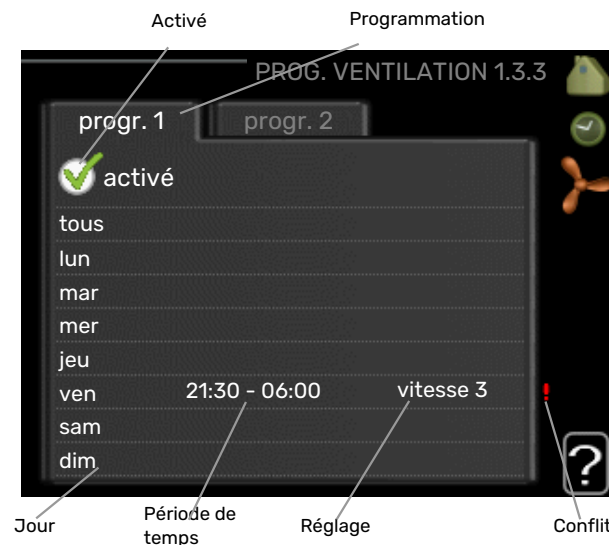 Activé
Programmation
PROG. VENTILATION 1.3.3
progr. 1
progr. 2
activé
tous
lun
mar
mer
jeu
ven 21:30 - 06:00 vitesse 3 !
sam
dim
?
Jour
Période de
temps
Réglage
Conflit